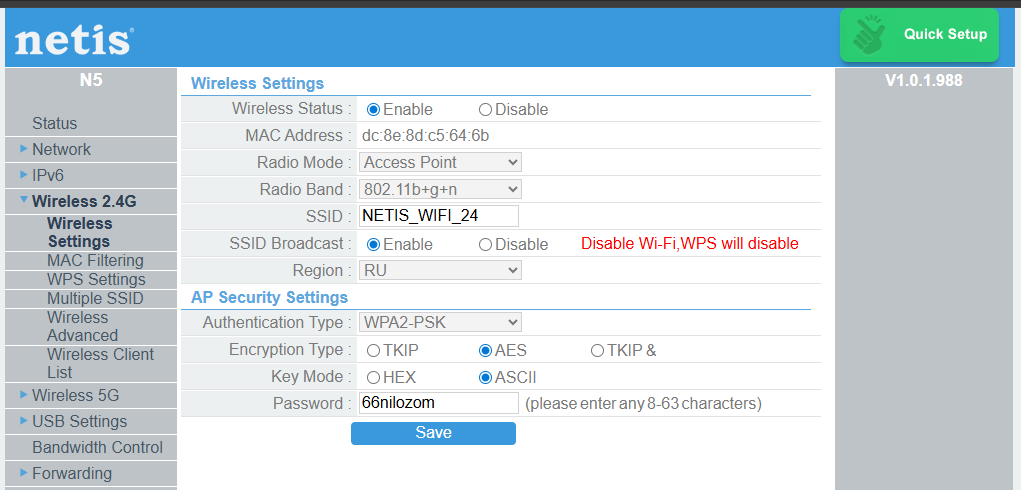 netis
Quick Setup
N5
Status
Network
IPv6
Wireless 2.4G
Wireless
Settings
MAC Filtering
WPS Settings
Multiple SSID
Wireless
Advanced
Wireless Client
List
Wireless 5G
USB Settings
Bandwidth Control
Forwarding
Wireless Settings
Wireless Status : Enable Disable
MAC Address : dc:8e:8d:c5:64:6b
Radio Mode : Access Point
Radio Band : 802.11b+g+n
SSID : NETIS_WIFI_24
SSID Broadcast : Enable Disable Disable Wi-Fi,WPS will disable
Region : RU
AP Security Settings
Authentication Type : WPA2-PSK
Encryption Type : TKIP AES TKIP &
Key Mode : HEX ASCII
Password : 66nilozom (please enter any 8-63 characters)
Save
V1.0.1.988